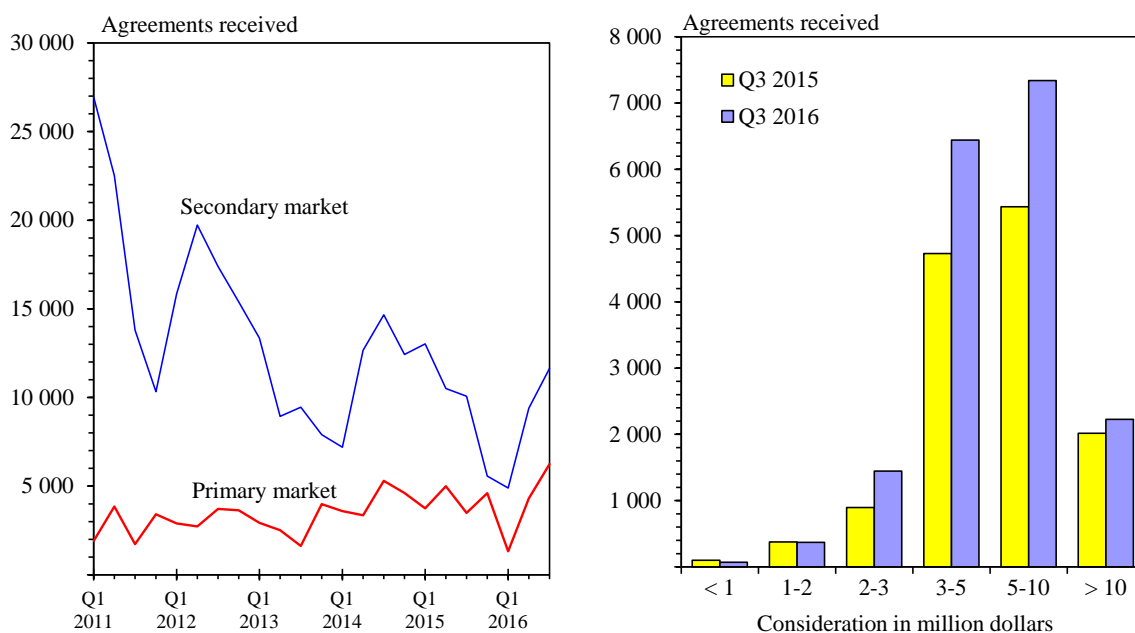 Agreements received
30 000
25 000
20 000
15 000
10 000
5 000
Secondary market
Primary market
Q1 Q1 Q1 Q1 Q1 Q1
2011 2012 2013 2014 2015 2016
Agreements received
8 000
7 000
6 000
5 000
4 000
3 000
2 000
1 000
Q3 2015
Q3 2016
< 1 1-2 2-3 3-5 5-10 > 10
Consideration in million dollars